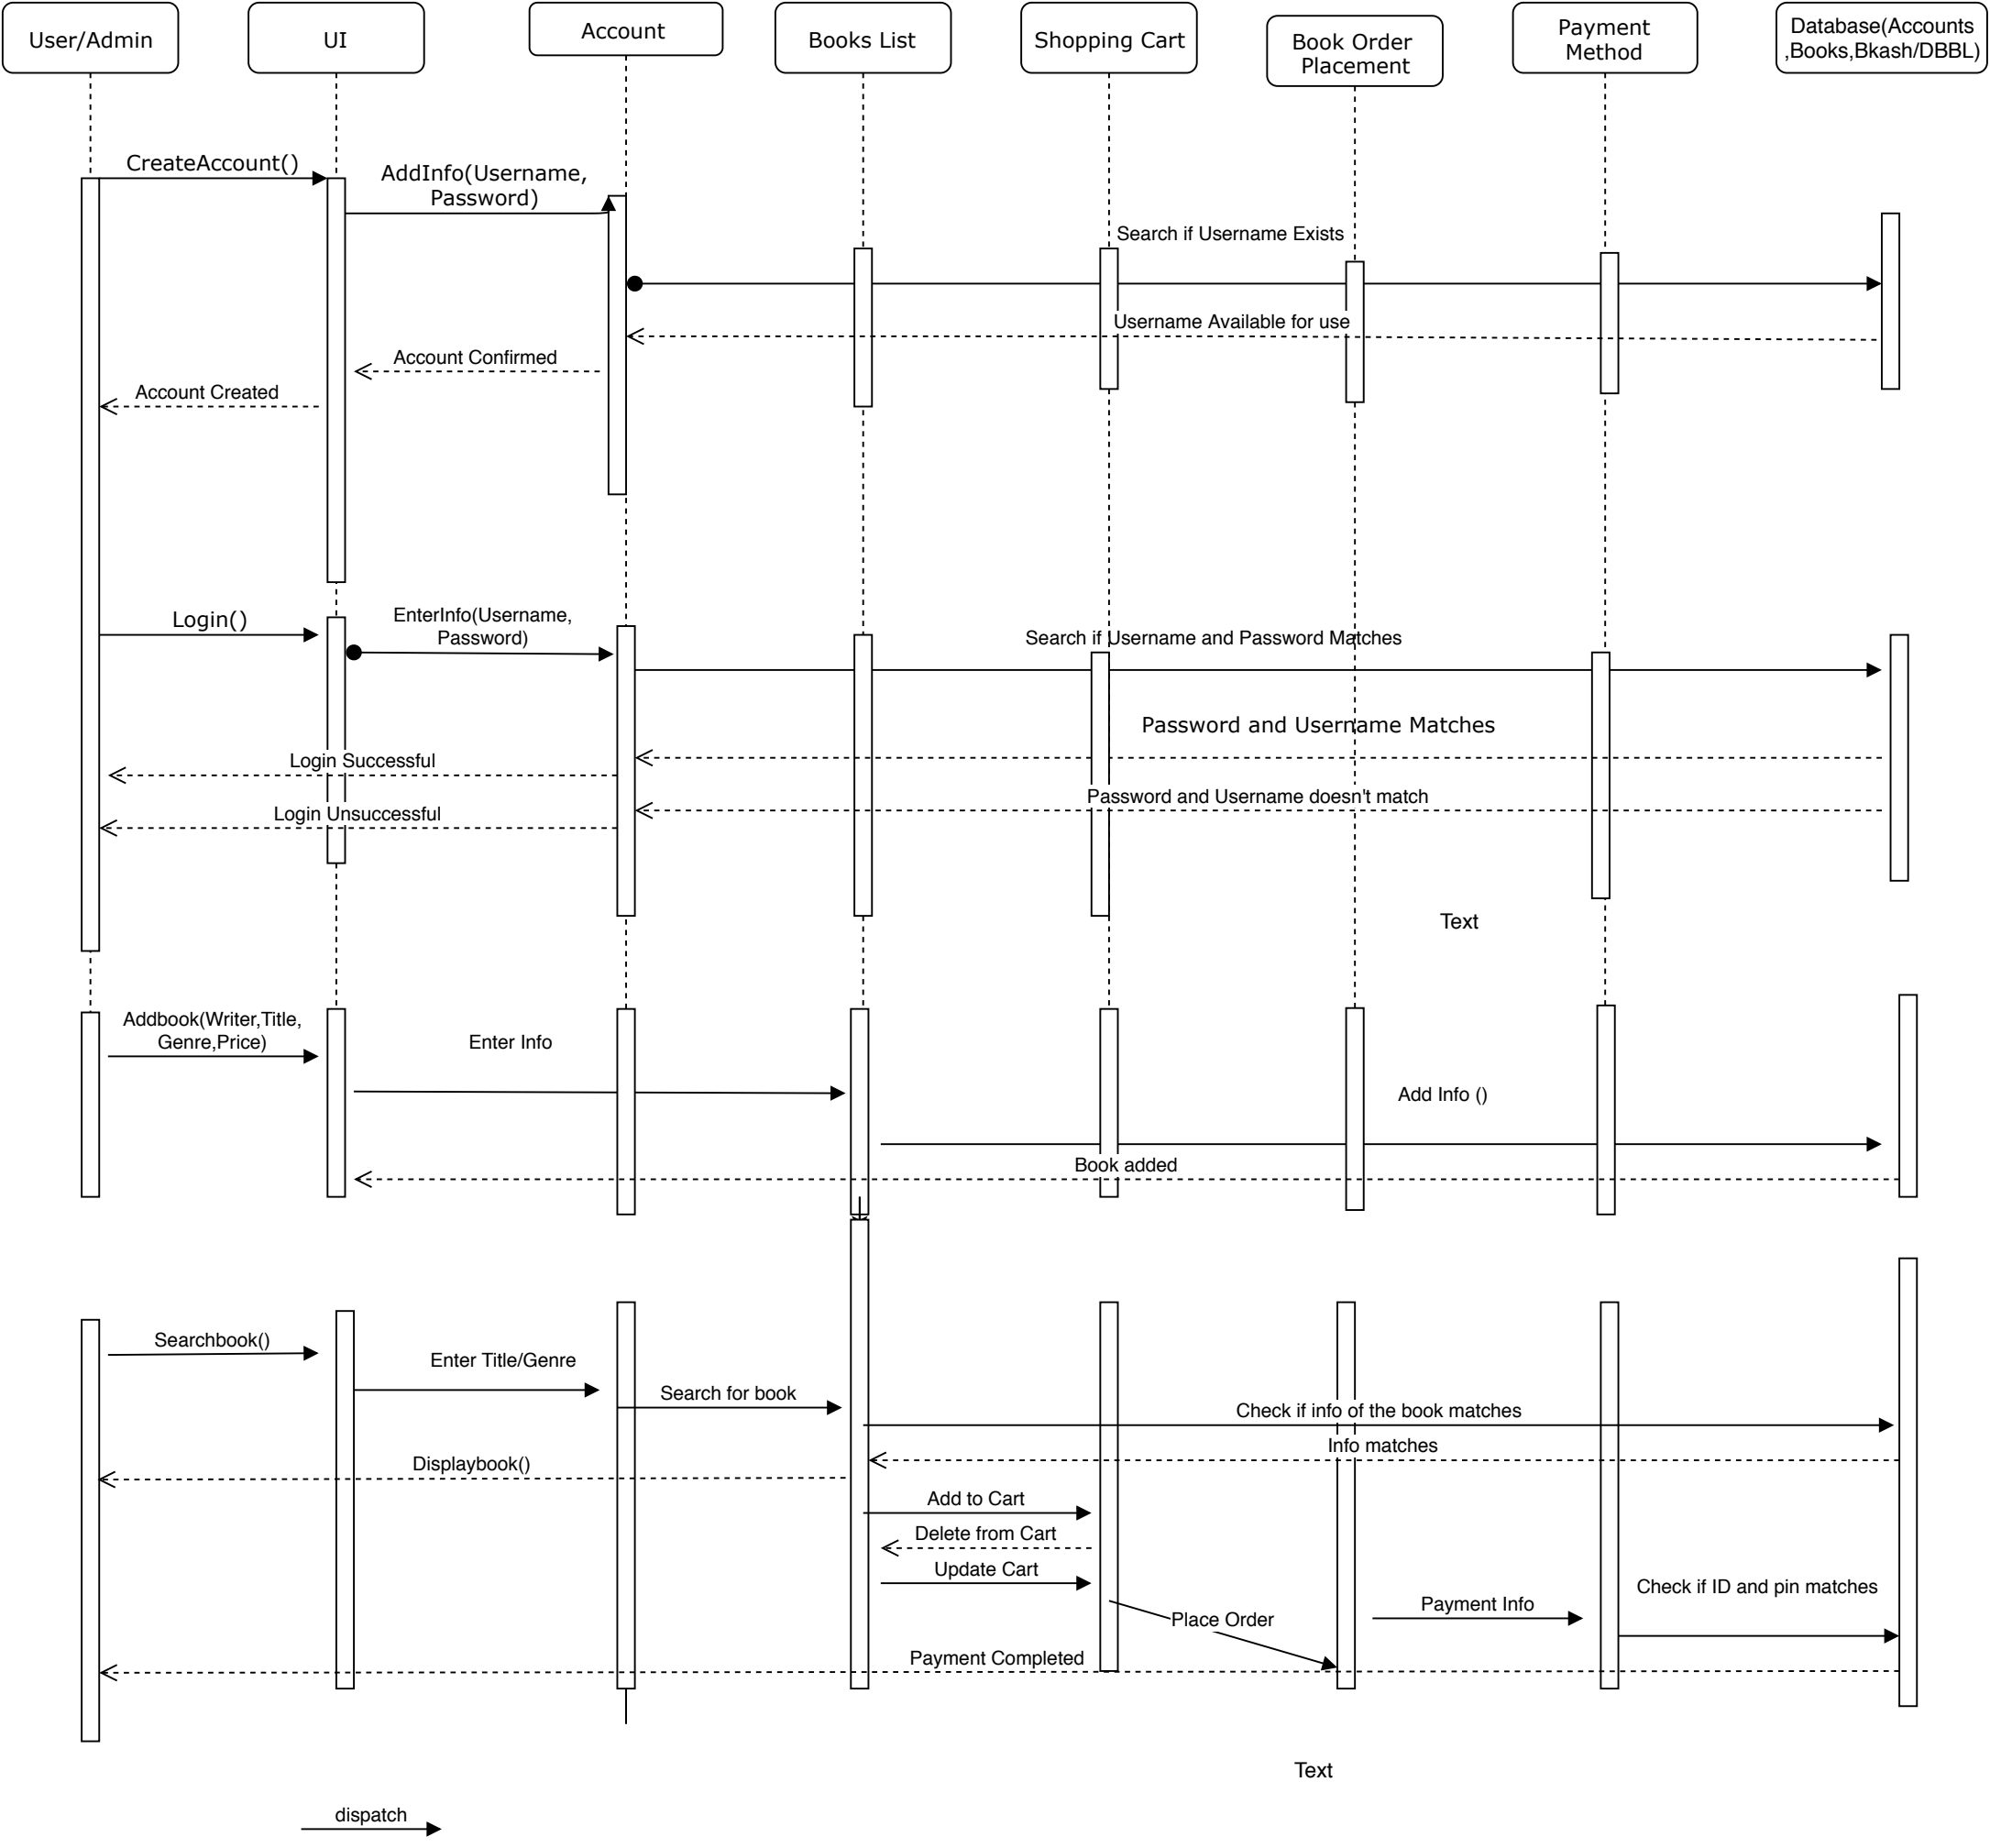 User/Admin
UI
Account
Books List
Shopping Cart
Book Order
Placement
Payment
Method
Database(Accounts
,Books,Bkash/DBBL)
CreateAccount()
AddInfo(Username,
Password)
Search if Username Exists
Username Available for use
Account Confirmed
Account Created
Login()
EnterInfo(Username,
Password)
Search if Username and Password Matches
Password and Username Matches
Login Successful
Password and Username doesn't match
Login Unsuccessful
Text
Addbook(Writer,Title,
Genre,Price)
Enter Info
Add Info ()
Book added
Searchbook()
Enter Title/Genre
Search for book
Check if info of the book matches
Info matches
Displaybook()
Add to Cart
Delete from Cart
Update Cart
Check if ID and pin matches
Payment Info
Place Order
Payment Completed
Text
dispatch